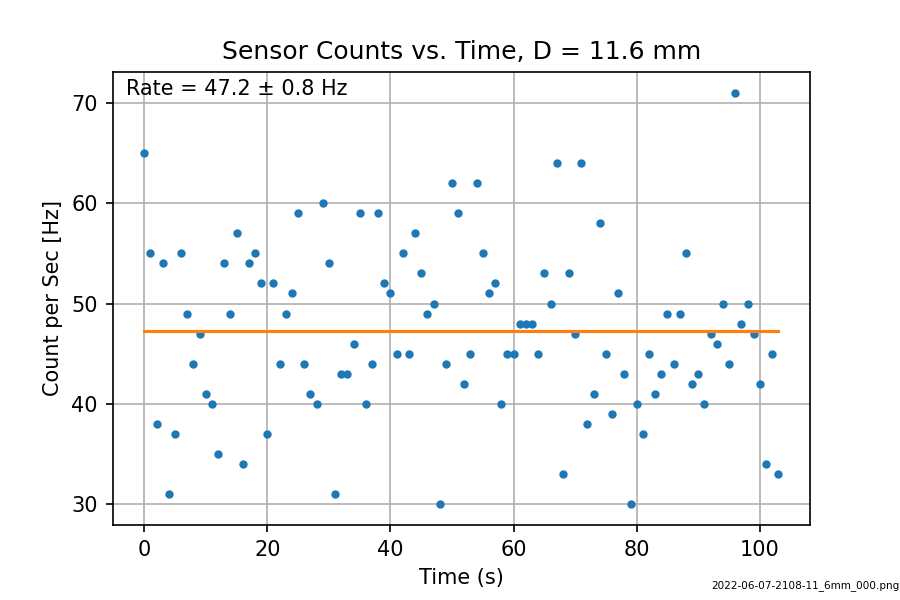 Sensor Counts vs. Time, D = 11.6 mm
Rate = 47.2 ± 0.8 Hz
70
60
50
40
30
Count per Sec [Hz]
0 20 40 60 80 100
Time (s)
2022-06-07-2108-11_6mm_000.png